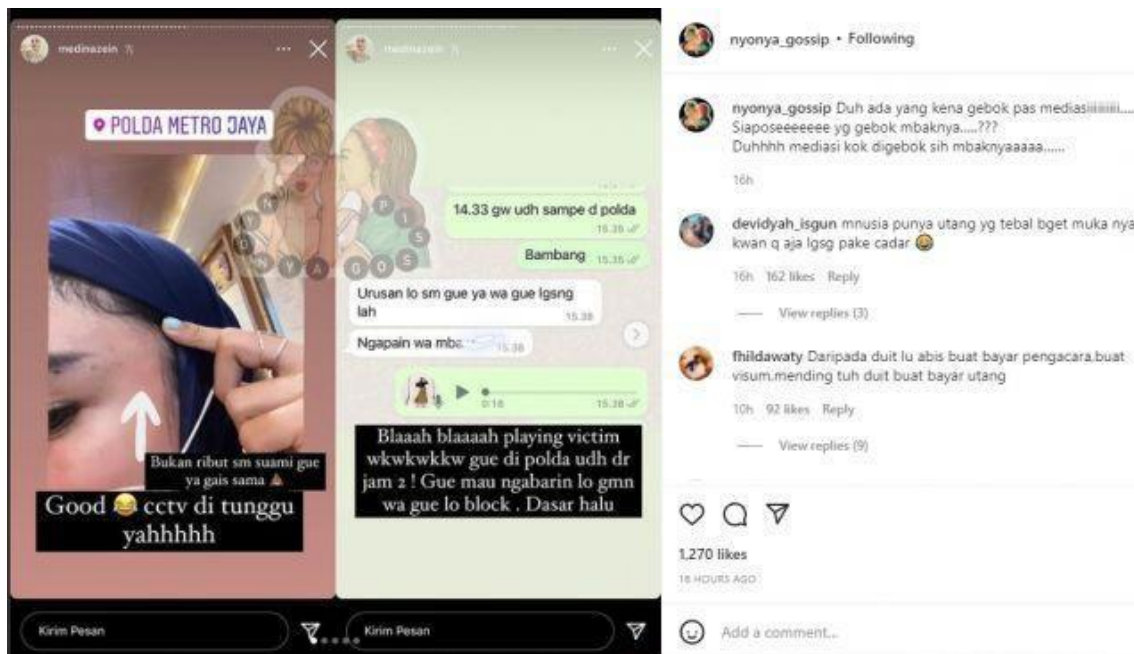 medinazein 7j
POLDA METRO JAYA
Bukan ribut sm suami gue
ya gais sama 💩
Good 😂 cctv di tunggu
yahhhhh
Kirim Pesan
medinazein 7j
14.33 gw udh sampe d polda
15.35
Bambang 15.35
Urusan lo sm gue ya wa gue lgsng
lah
15.38
Ngapain wa mba
15.38
0:16
15.38
Blaaah blaaaah playing victim
wkwkwkkw gue di polda udh dr
jam 2 ! Gue mau ngabarin lo gmn
wa gue lo block . Dasar halu
Kirim Pesan
nyonya_gossip • Following
nyonya_gossip Duh ada yang kena gebok pas mediasiiiiiiiii....
Siaposeeeeeee yg gebok mbaknya.....???
Duhhhh mediasi kok digebok sih mbaknyaaaaa......
16h
devidyah_isgun mnusia punya utang yg tebal bget muka nya
kwan q aja lgsg pake cadar 😂
16h 162 likes Reply
View replies (3)
fhildawaty Daripada duit lu abis buat bayar pengacara,buat
visum,mending tuh duit buat bayar utang
10h 92 likes Reply
View replies (9)
1,270 likes
16 HOURS AGO
Add a comment...